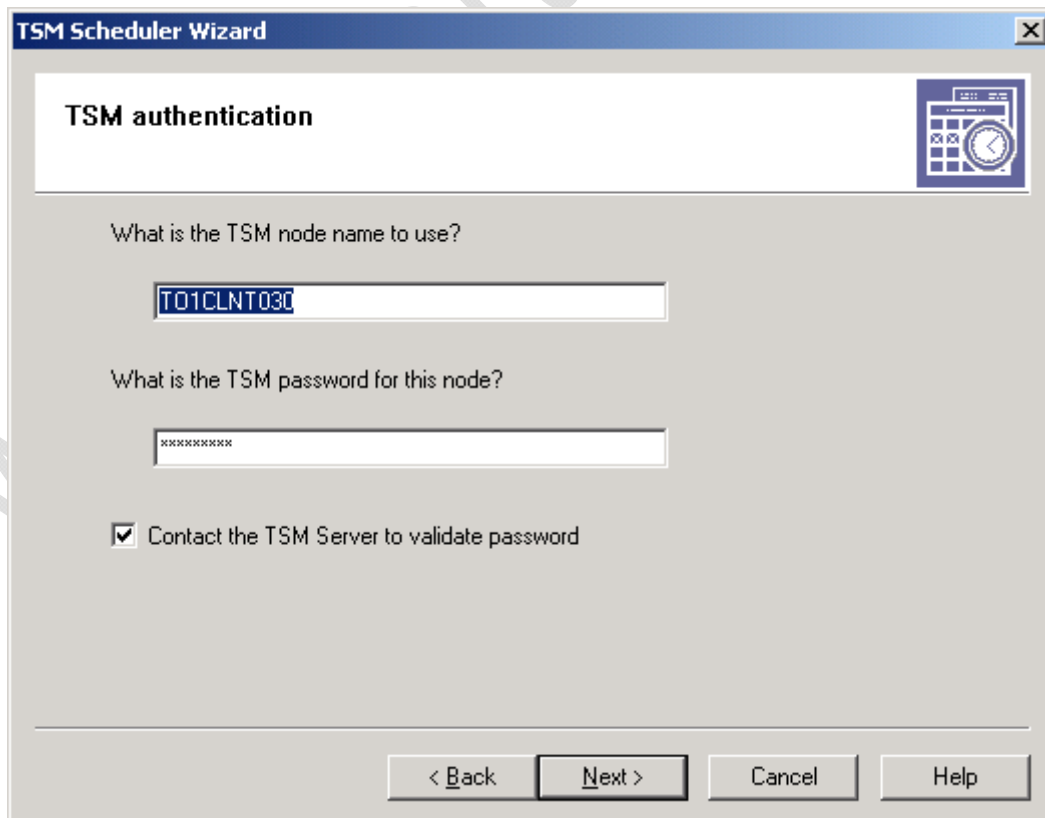 TSM Scheduler Wizard
TSM authentication
What is the TSM node name to use?
TO1CLNT030
What is the TSM password for this node?
*********
Contact the TSM Server to validate password
< Back Next > Cancel Help